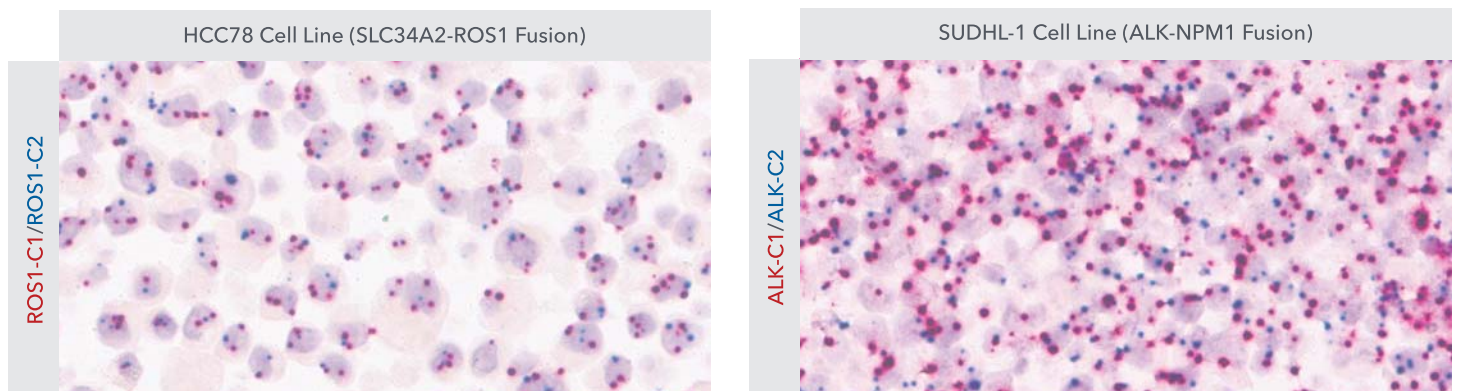 HCC78 Cell Line (SLC34A2-ROS1 Fusion)
ROS1-C1/ROS1-C2
SUDHL-1 Cell Line (ALK-NPM1 Fusion)
ALK-C1/ALK-C2